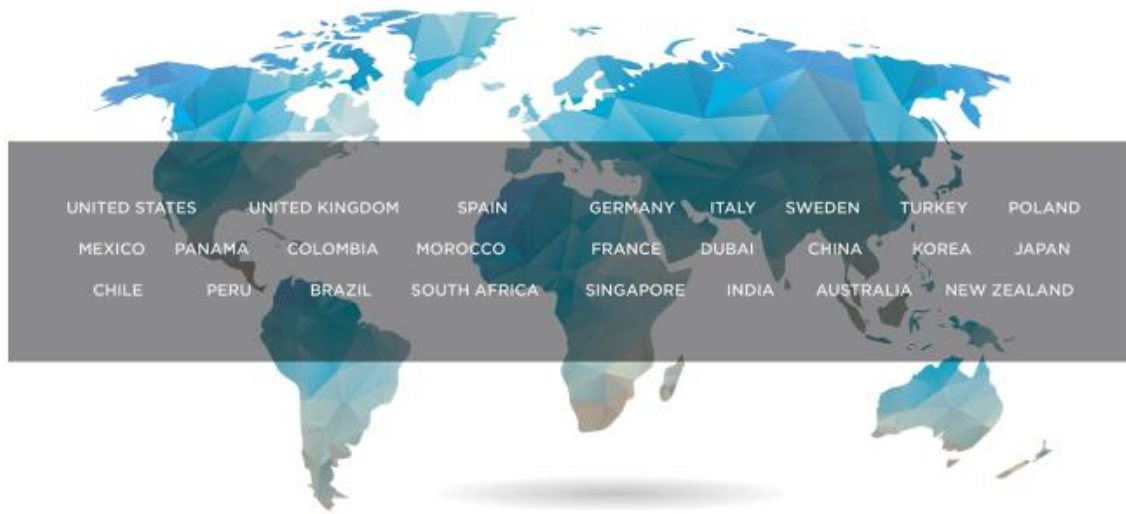 UNITED STATES UNITED KINGDOM SPAIN GERMANY ITALY SWEDEN TURKEY POLAND
MEXICO PANAMA COLOMBIA MOROCCO FRANCE DUBAI CHINA KOREA JAPAN
CHILE PERU BRAZIL SOUTH AFRICA SINGAPORE INDIA AUSTRALIA NEW ZEALAND